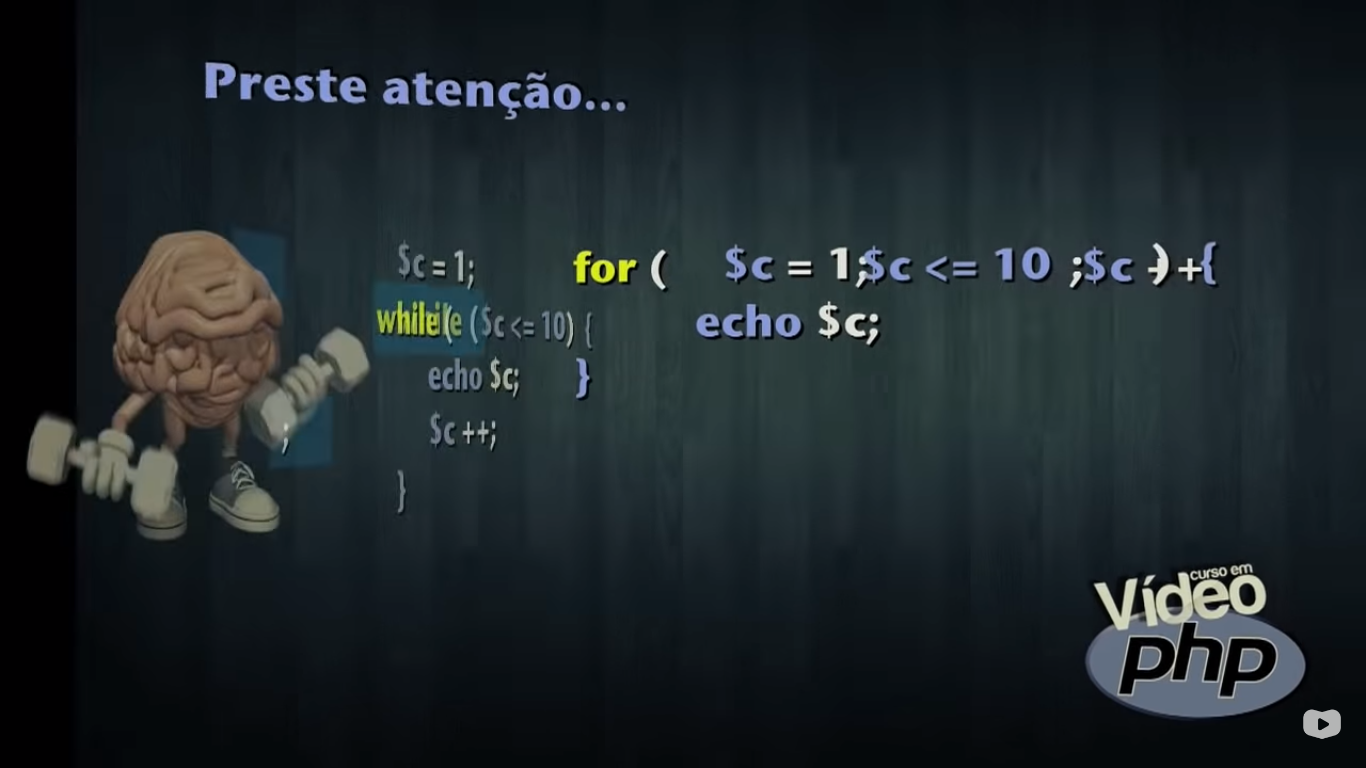 Preste atenção...
$c = 1;
while ($c <= 10) {
echo $c;
$c ++;
}
for ( $c = 1; $c <= 10 ; $c ++) {
echo $c;
}
;
curso em
Vídeo
php